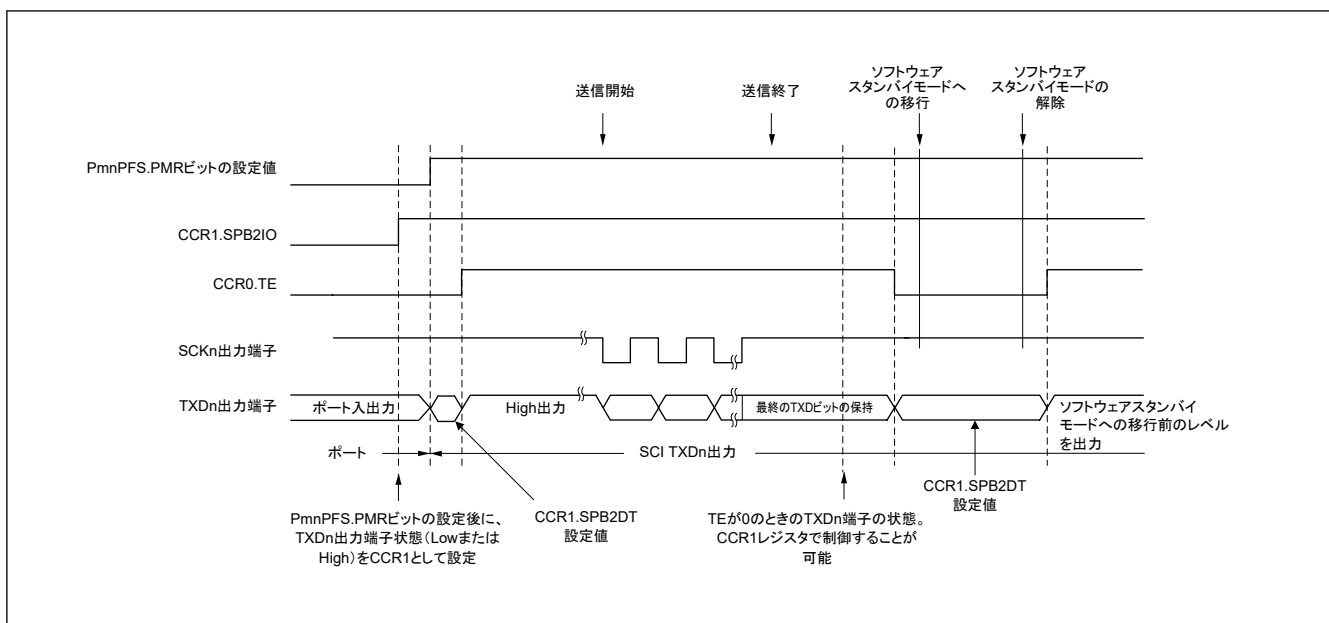 送信開始
送信終了
ソフトウェア
スタンバイモードへ
の移行
ソフトウェア
スタンバイモードの
解除
PmnPFS.PMRビットの設定値
CCR1.SPB2IO
CCR0.TE
SCKn出力端子
TXDn出力端子
ポート入出力
High出力
最終のTXDビットの保持
ソフトウェアスタンバイ
モードへの移行前のレベル
を出力
ポート
SCI TXDn出力
PmnPFS.PMRビットの設定後に、
TXDn出力端子状態（Lowまたは
High）をCCR1として設定
CCR1.SPB2DT
設定値
TEが0のときのTXDn端子の状態。
CCR1レジスタで制御することが
可能
CCR1.SPB2DT
設定値